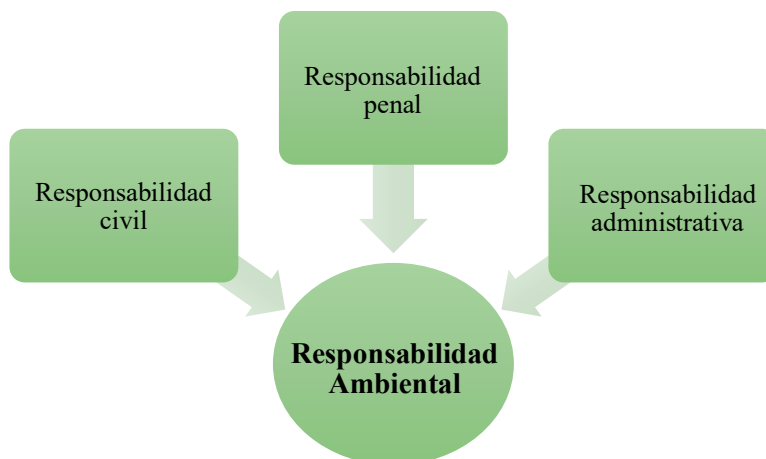 Responsabilidad
penal
Responsabilidad
civil
Responsabilidad
administrativa
Responsabilidad
Ambiental